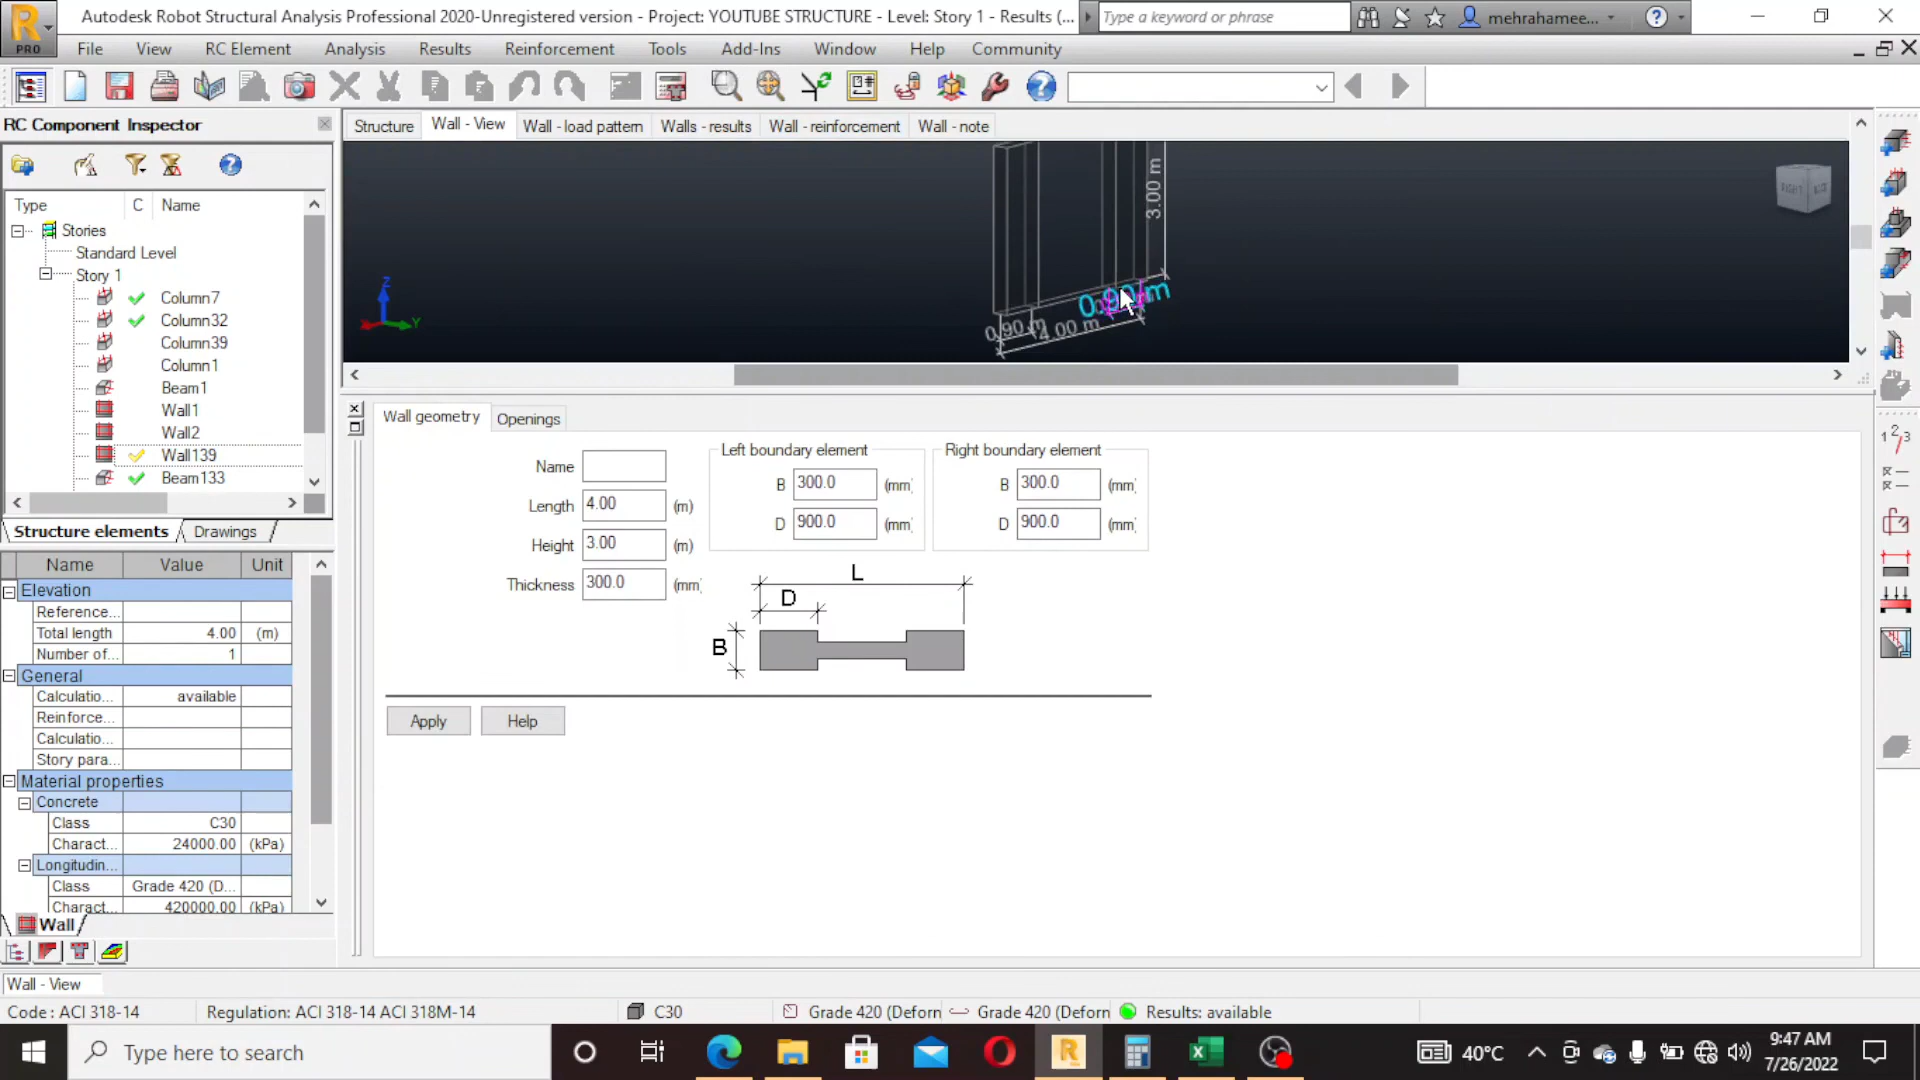 Autodesk Robot Structural Analysis Professional 2020-Unregistered version - Project: YOUTUBE STRUCTURE - Level: Story 1 - Results (...
Type a keyword or phrase
mehrahamee...
PRO
File View RC Element Analysis Results Reinforcement Tools Add-Ins Window Help Community
RC Component Inspector
Structure Wall - View Wall - load pattern Walls - results Wall - reinforcement Wall - note
Type C Name
Stories
Standard Level
Story 1
Column7
Column32
Column39
Column1
Beam1
Wall1
Wall2
Wall139
Beam133
Structure elements Drawings
3.00 m
0.90 m
0.90 m
4.00 m
Z
Y
X
RIGHT
BACK
Wall geometry Openings
Name
Length 4.00 (m)
Height 3.00 (m)
Thickness 300.0 (mm)
Left boundary element
B 300.0 (mm)
D 900.0 (mm)
Right boundary element
B 300.0 (mm)
D 900.0 (mm)
L
D
B
Apply Help
Name Value Unit
Elevation
Reference...
Total length 4.00 (m)
Number of... 1
General
Calculatio... available
Reinforce...
Calculatio...
Story para...
Material properties
Concrete
Class C30
Charact... 24000.00 (kPa)
Longitudin...
Class Grade 420 (D...
Charact... 420000.00 (kPa)
Wall
Wall - View
Code : ACI 318-14 Regulation: ACI 318-14 ACI 318M-14 C30 Grade 420 (Deforn Grade 420 (Deforn Results: available
Type here to search
40°C
9:47 AM
7/26/2022